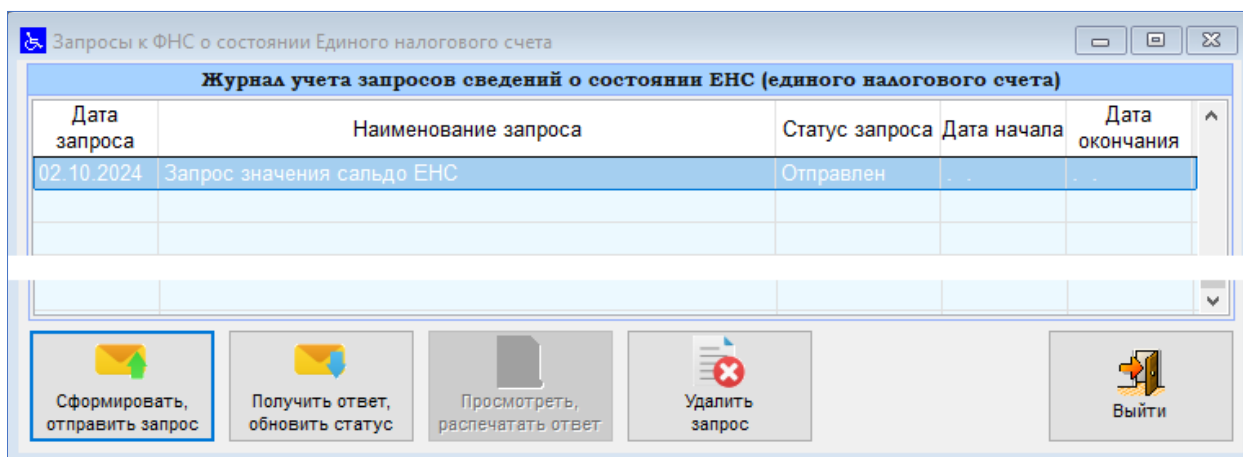 Запросы к ФНС о состоянии Единого налогового счета
Журнал учета запросов сведений о состоянии ЕНС (единого налогового счета)
Дата запроса
Наименование запроса
Статус запроса
Дата начала
Дата окончания
02.10.2024 Запрос значения сальдо ЕНС Отправлен . . . .
Сформировать,
отправить запрос
Получить ответ,
обновить статус
Просмотреть,
распечатать ответ
Удалить
запрос
Выйти